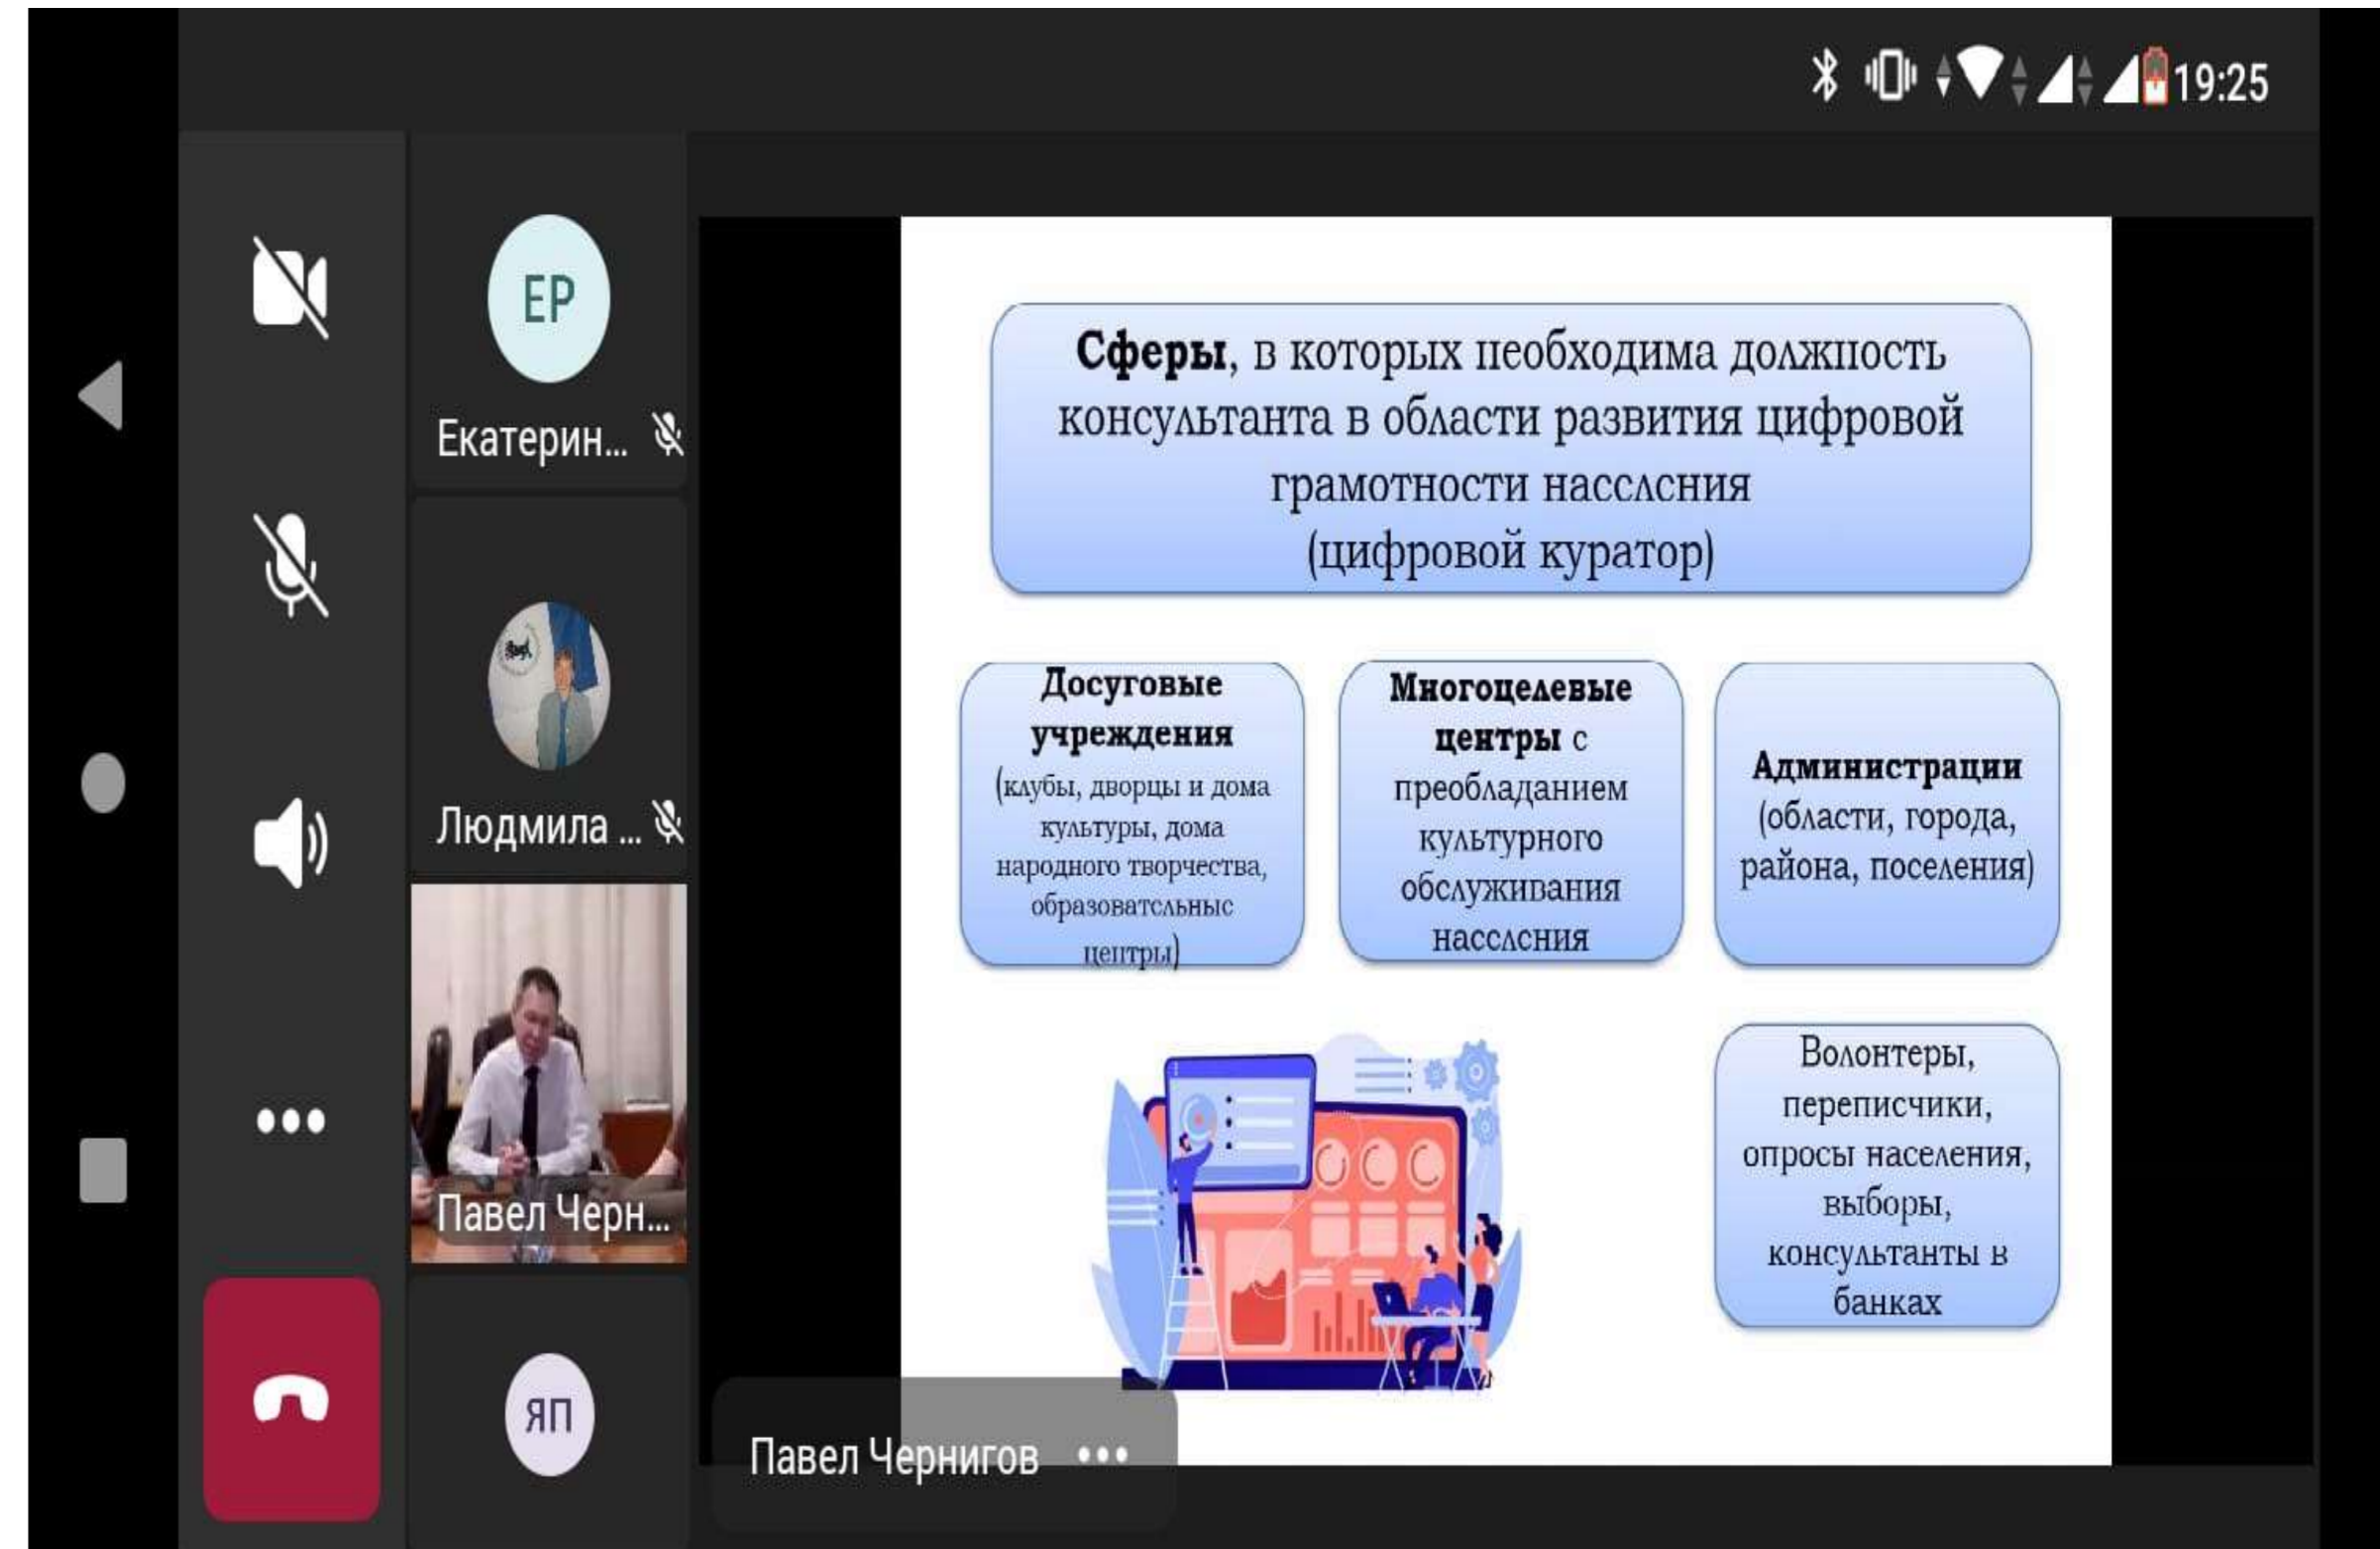 19:25
ЕР
Екатерин...
Людмила ...
Павел Черн...
ЯП
Павел Чернигов
Сферы, в которых необходима должность
консультанта в области развития цифровой
грамотности населения
(цифровой куратор)
Досуговые
учреждения
(клубы, дворцы и дома
культуры, дома
народного творчества,
образовательные
центры)
Многоцелевые
центры с
преобладанием
культурного
обслуживания
населения
Администрации
(области, города,
района, поселения)
Волонтеры,
переписчики,
опросы населения,
выборы,
консультанты в
банках